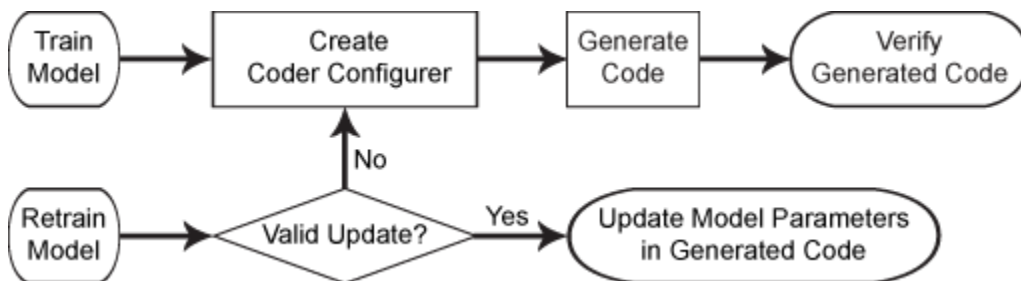 Train
Model
Create
Coder Configurer
Generate
Code
Verify
Generated Code
No
Retrain
Model
Valid Update?
Yes
Update Model Parameters
in Generated Code